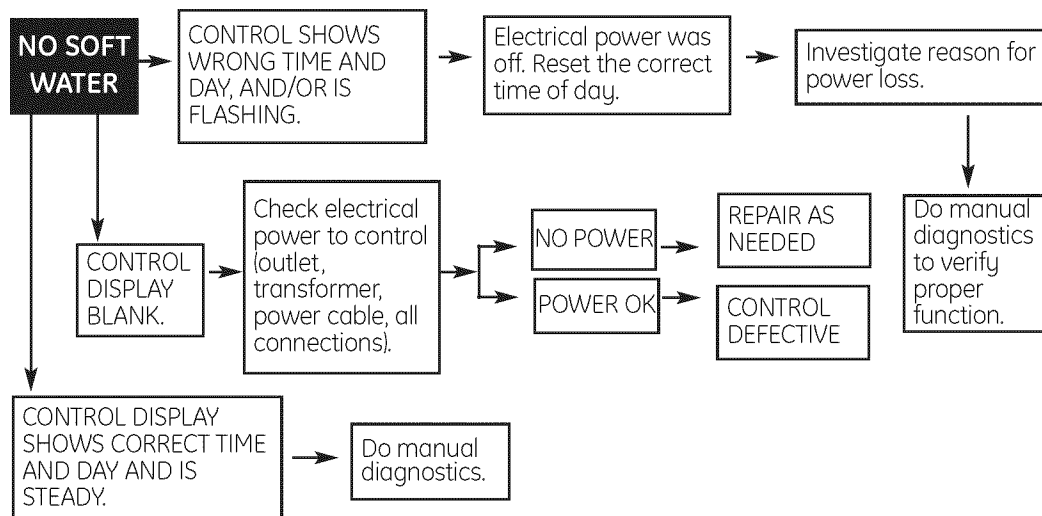 NO SOFT
WATER
CONTROL SHOWS
WRONG TIME AND
DAY, AND/OR IS
FLASHING.
Electrical power was
off. Reset the correct
time of day.
Investigate reason for
power loss.
CONTROL
DISPLAY
BLANK.
Check electrical
power to control
(outlet,
transformer,
power cable, all
connections).
NO POWER
REPAIR AS
NEEDED
POWER OK
CONTROL
DEFECTIVE
Do manual
diagnostics
to verify
proper
function.
CONTROL DISPLAY
SHOWS CORRECT TIME
AND DAY AND IS
STEADY.
Do manual
diagnostics.